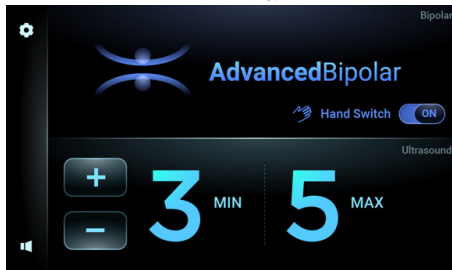 Bipolar
AdvancedBipolar
Hand Switch ON
Ultrasound
+
3 MIN 5 MAX
-